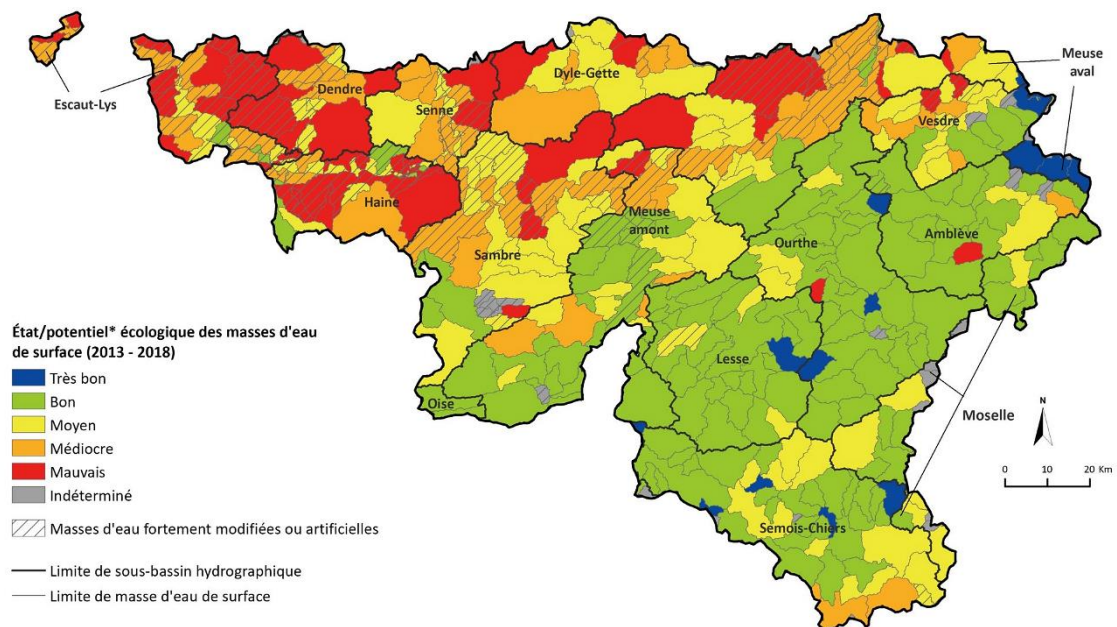 Meuse
aval
Escaut-Lys
Dendre
Senne
Dyle-Gette
Vesdre
Haine
Meuse
amont
Ourthe
Amblève
Sambre
État/potentiel* écologique des masses d'eau
de surface (2013 - 2018)
Très bon
Bon
Moyen
Médiocre
Mauvais
Indéterminé
Masses d'eau fortement modifiées ou artificielles
Limite de sous-bassin hydrographique
Limite de masse d'eau de surface
Lesse
Oise
Moselle
N
0 10 20 Km
Semois-Chiers